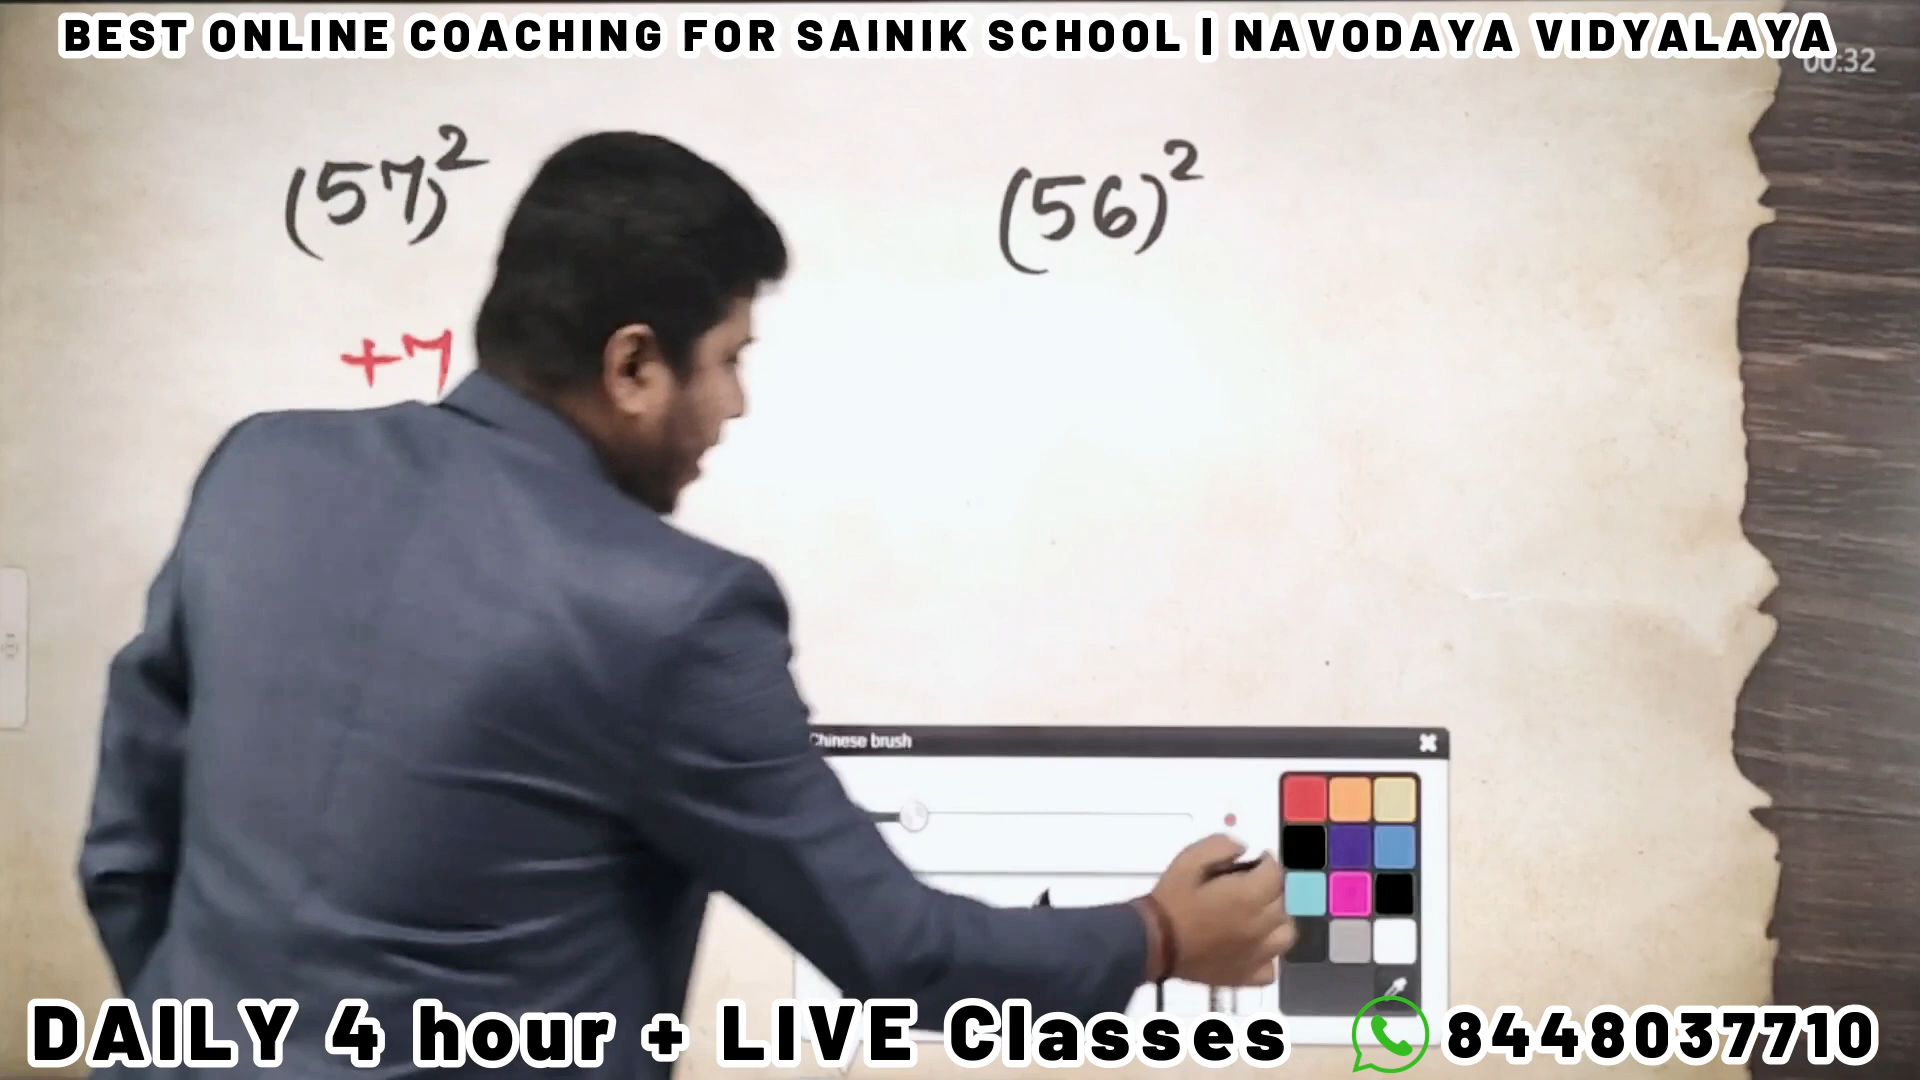 BEST ONLINE COACHING FOR SAINIK SCHOOL | NAVODAYA VIDYALAYA
00:32
(57)²
(56)²
+7
Chinese brush
DAILY 4 hour + LIVE Classes
8448037710